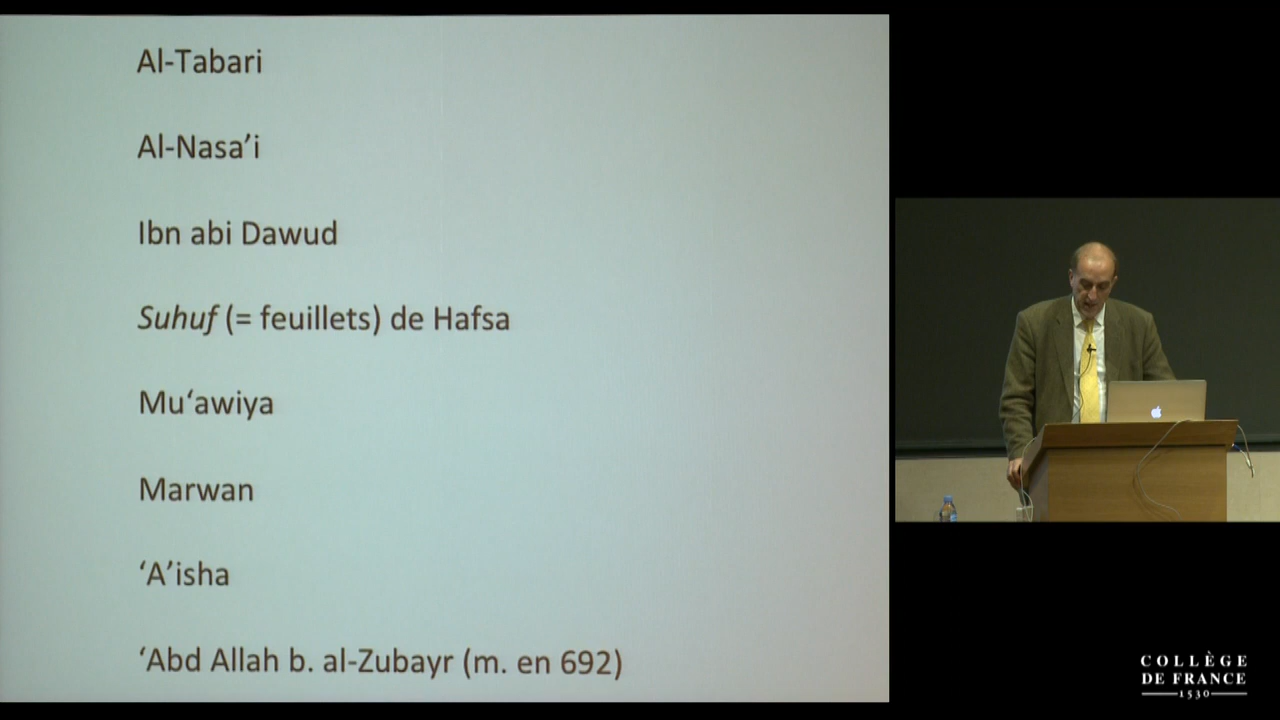 Al-Tabari
Al-Nasa’i
Ibn abi Dawud
Suhuf (= feuillets) de Hafsa
Mu‘awiya
Marwan
‘A’isha
‘Abd Allah b. al-Zubayr (m. en 692)
COLLÈGE
DE FRANCE
1530